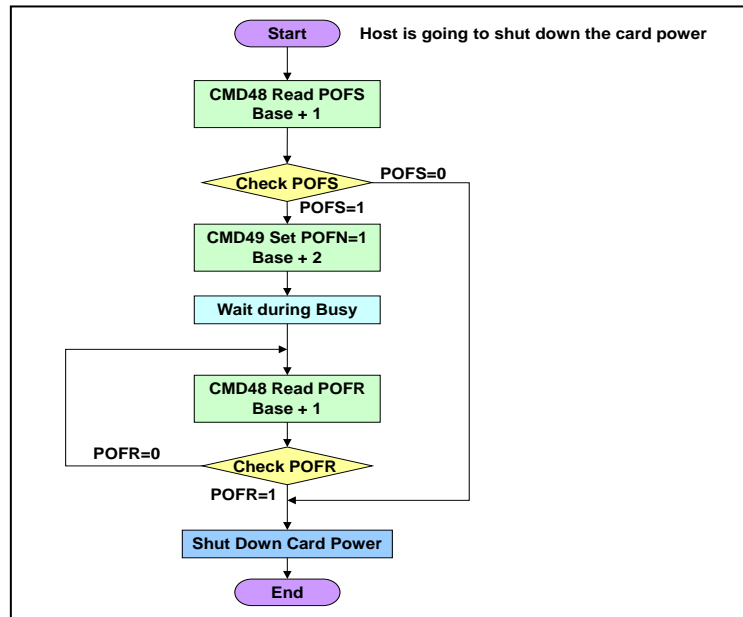 Start
Host is going to shut down the card power
CMD48 Read POFS
Base + 1
Check POFS
POFS=0
POFS=1
CMD49 Set POFN=1
Base + 2
Wait during Busy
CMD48 Read POFR
Base + 1
POFR=0
Check POFR
POFR=1
Shut Down Card Power
End